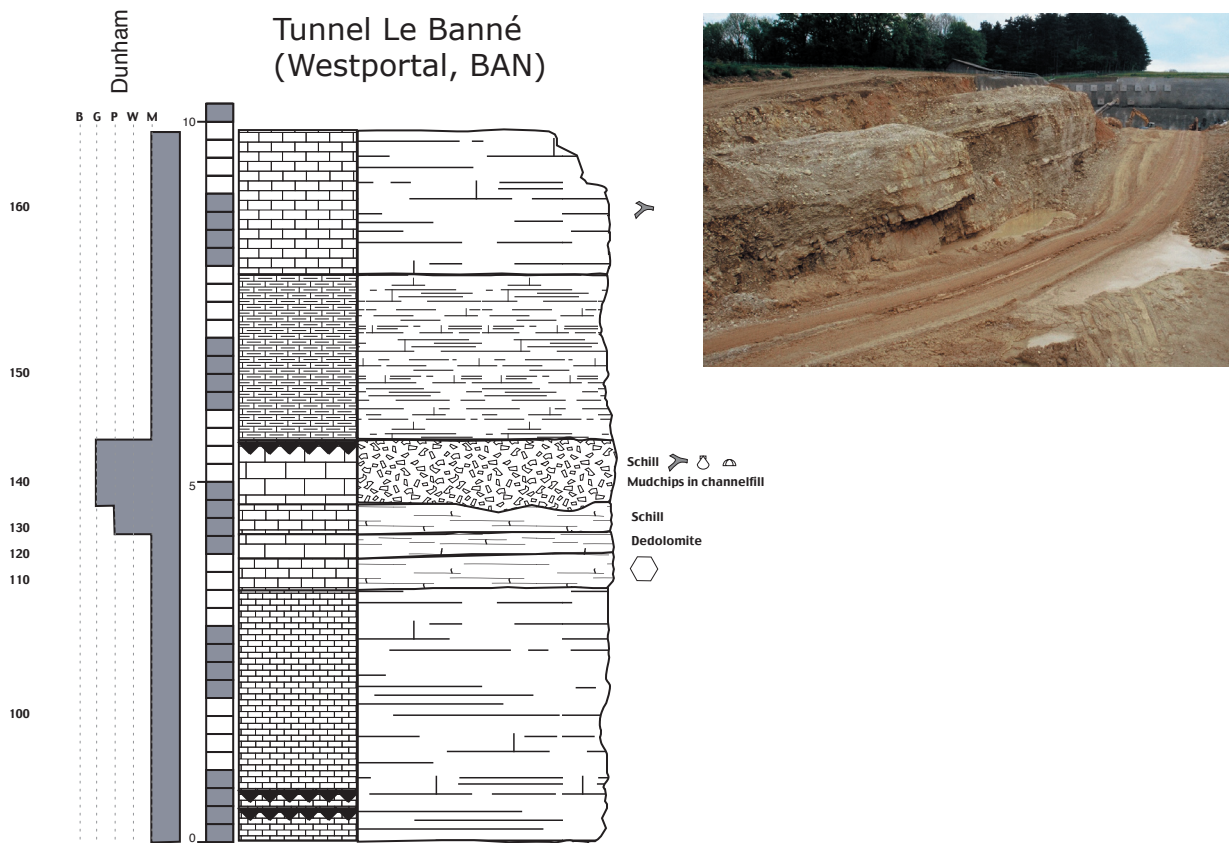 Tunnel Le Banné
(Westportal, BAN)
Dunham
B G P W M
10
160
150
Schill
140
5
Mudchips in channelfill
130
Schill
120
Dedolomite
110
100
0